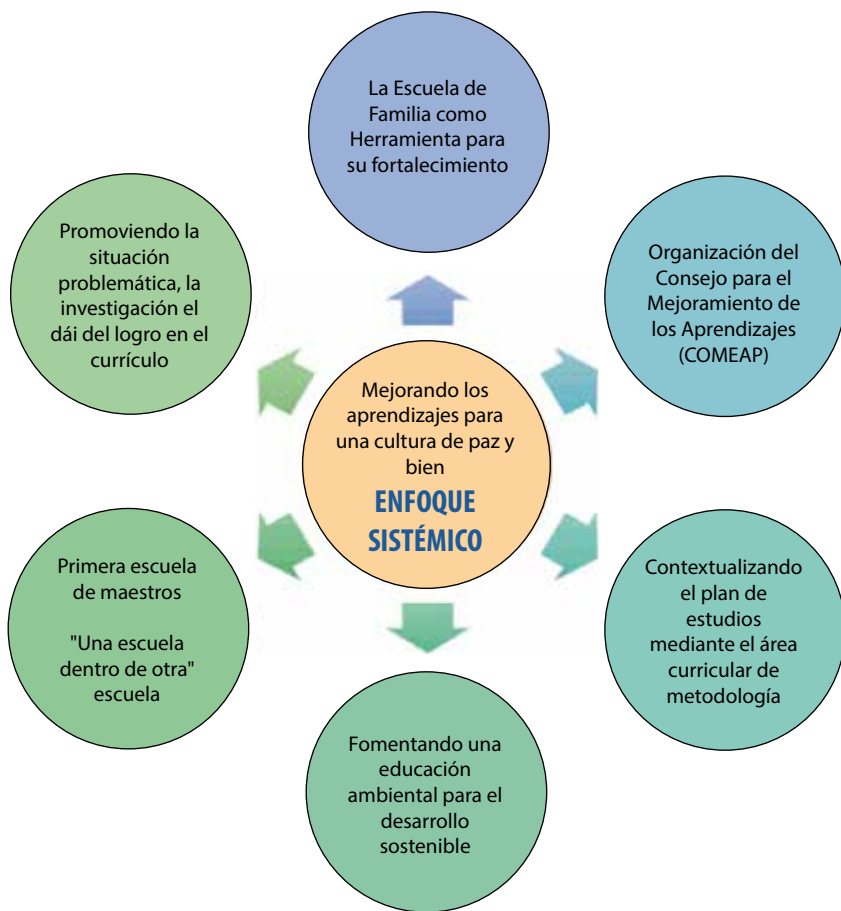 La Escuela de
Familia como
Herramienta para
su fortalecimiento
Promoviendo la
situación
problemática, la
investigación el
dái del logro en el
currículo
Organización del
Consejo para el
Mejoramiento de
los Aprendizajes
(COMEAP)
Mejorando los
aprendizajes para
una cultura de paz y
bien
ENFOQUE
SISTÉMICO
Primera escuela
de maestros
"Una escuela
dentro de otra"
escuela
Contextualizando
el plan de
estudios
mediante el área
curricular de
metodología
Fomentando una
educación
ambiental para el
desarrollo
sostenible